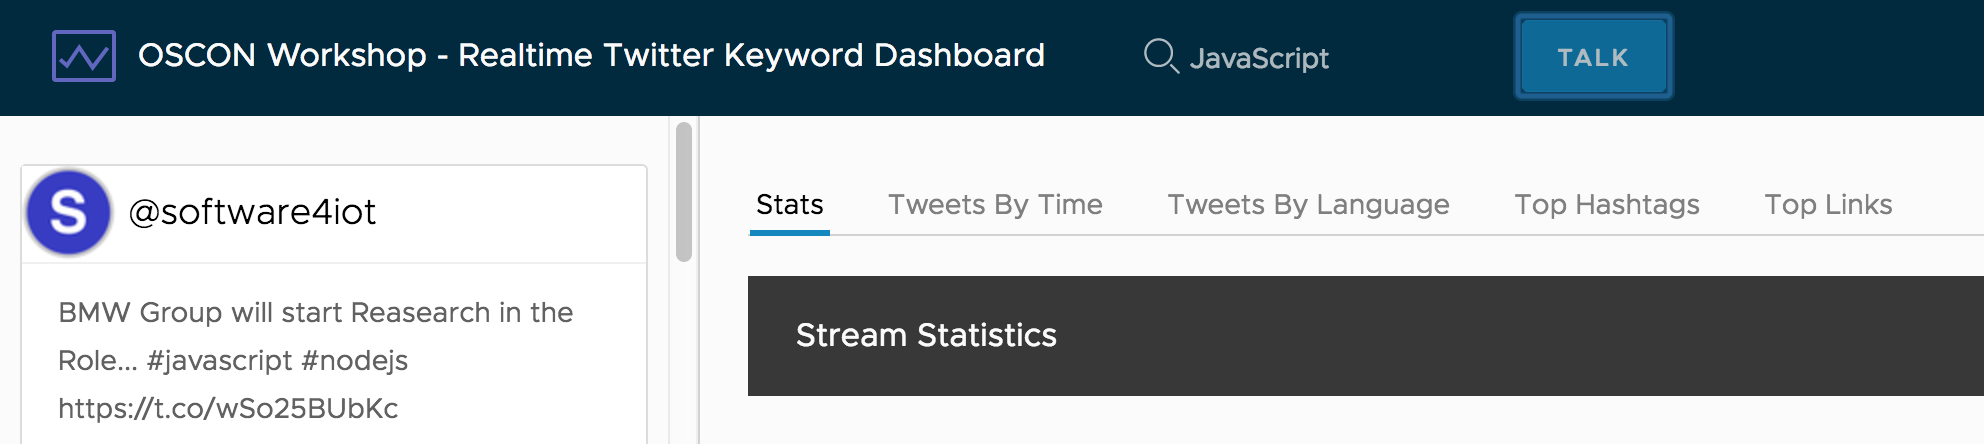 OSCON Workshop - Realtime Twitter Keyword Dashboard
JavaScript
TALK
S
@software4iot
BMW Group will start Reasearch in the
Role... #javascript #nodejs
https://t.co/wSo25BUbKc
Stats
Tweets By Time
Tweets By Language
Top Hashtags
Top Links
Stream Statistics